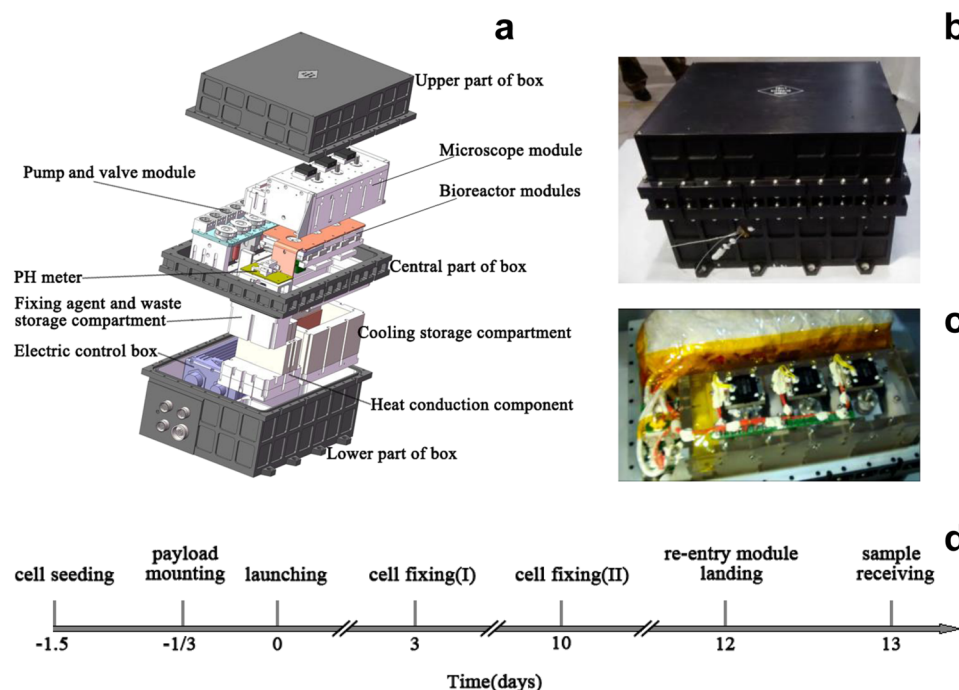 a
b
Upper part of box
Microscope module
Pump and valve module
Bioreactor modules
PH meter
Central part of box
Fixing agent and waste
storage compartment
Cooling storage compartment
Electric control box
Heat conduction component
Lower part of box
c
d
cell seeding
payload
mounting
launching
cell fixing(I)
cell fixing(II)
re-entry module
landing
sample
receiving
-1.5
-1/3
0
3
10
12
13
Time(days)